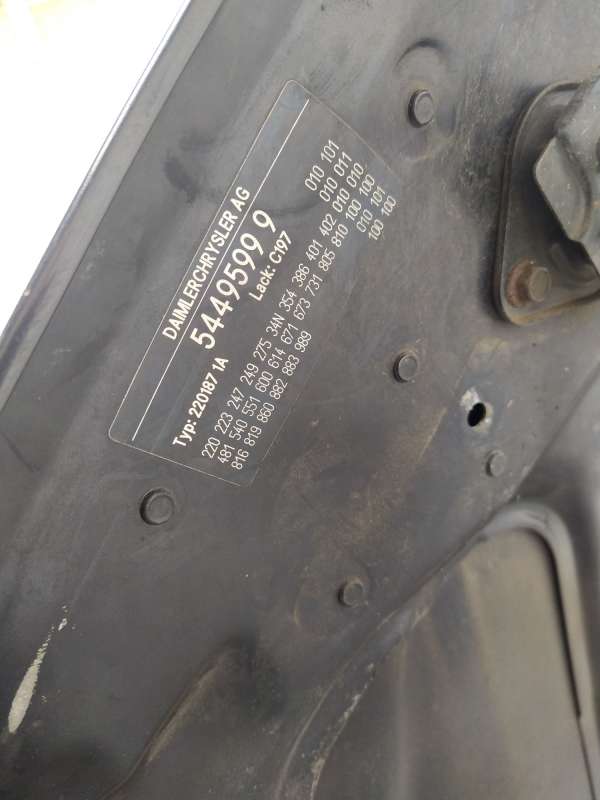 DAIMLERCHRYSLER AG
54495999 9
Lack: C197
Typ: 220187 1A
010 101
010 011
220 223 247 249 275 34N 354 386 401 402 010 010
481 540 551 600 614 671 673 731 805 810 100 100
010 101
816 819 860 882 883 989
100 100